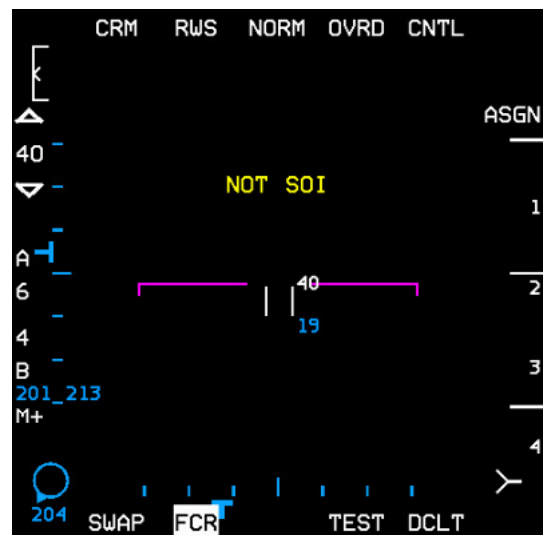 CRM RWS NORM OVRD CNTL
ASGN
40
NOT SOI
1
A
6
40
2
19
4
B
3
201_213
M+
4
204
SWAP FCR TEST DCLT